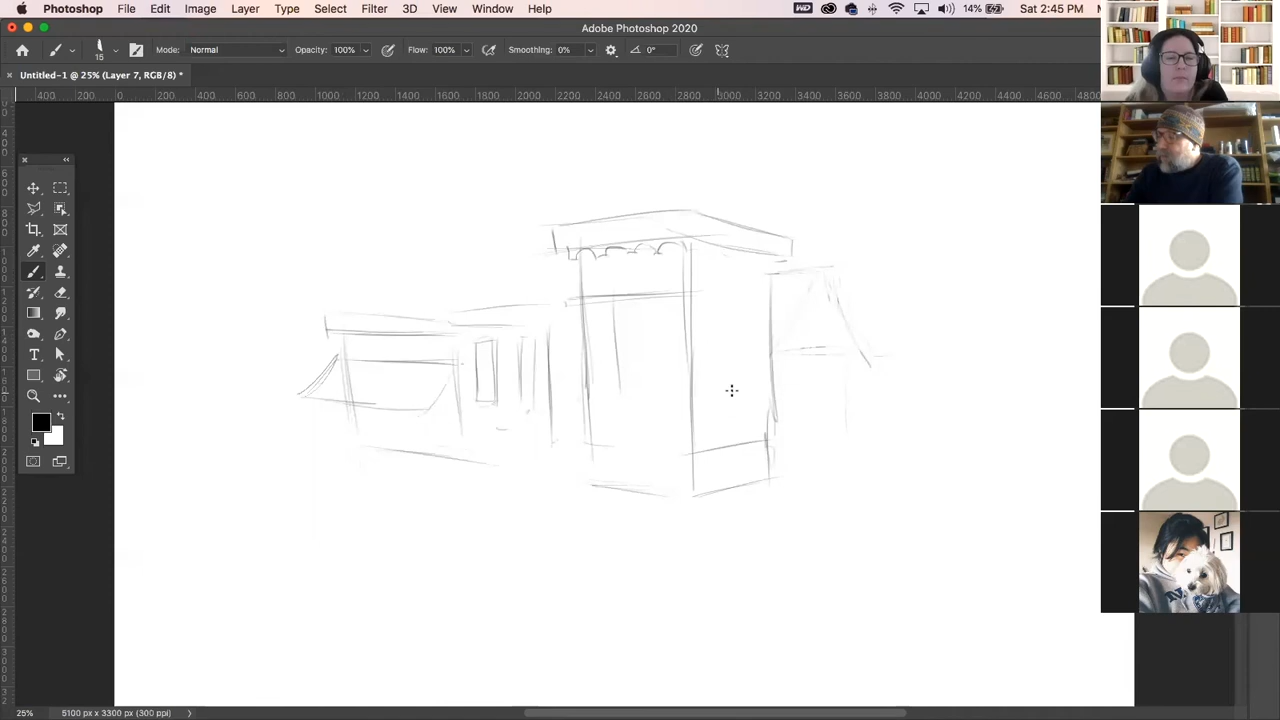 Photoshop File Edit Image Layer Type Select Filter 3D View Window Help 14% Sat 2:45 PM
Adobe Photoshop 2020
15 Mode: Normal Opacity: 100% Flow: 100% Smoothing: 0% 0°
Untitled-1 @ 25% (Layer 7, RGB/8) *
400 200 0 200 400 600 800 1000 1200 1400 1600 1800 2000 2200 2400 2600 2800 3000 3200 3400 3600 3800 4000 4200 4400 4600 4800
25% 5100 px x 3300 px (300 ppi)